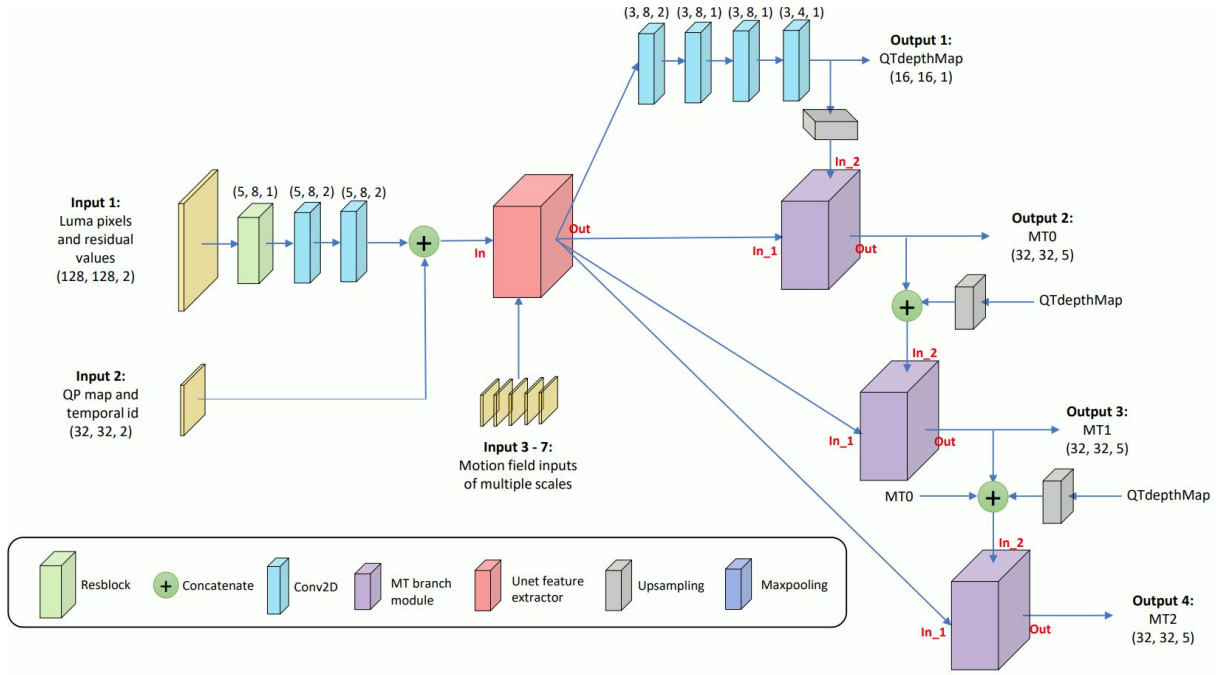 (3, 8, 2) (3, 8, 1) (3, 8, 1) (3, 4, 1)
Output 1:
QTdepthMap
(16, 16, 1)
In_2
Input 1:
Luma pixels
and residual
values
(128, 128, 2)
(5, 8, 1) (5, 8, 2) (5, 8, 2)
+
In
Out
In_1
Out
Output 2:
MT0
(32, 32, 5)
+
QTdepthMap
In_2
Input 2:
QP map and
temporal id
(32, 32, 2)
Input 3 - 7:
Motion field inputs
of multiple scales
In_1
Out
Output 3:
MT1
(32, 32, 5)
MT0
+
QTdepthMap
In_2
In_1
Out
Output 4:
MT2
(32, 32, 5)
Resblock
+
Concatenate
Conv2D
MT branch
module
Unet feature
extractor
Upsampling
Maxpooling